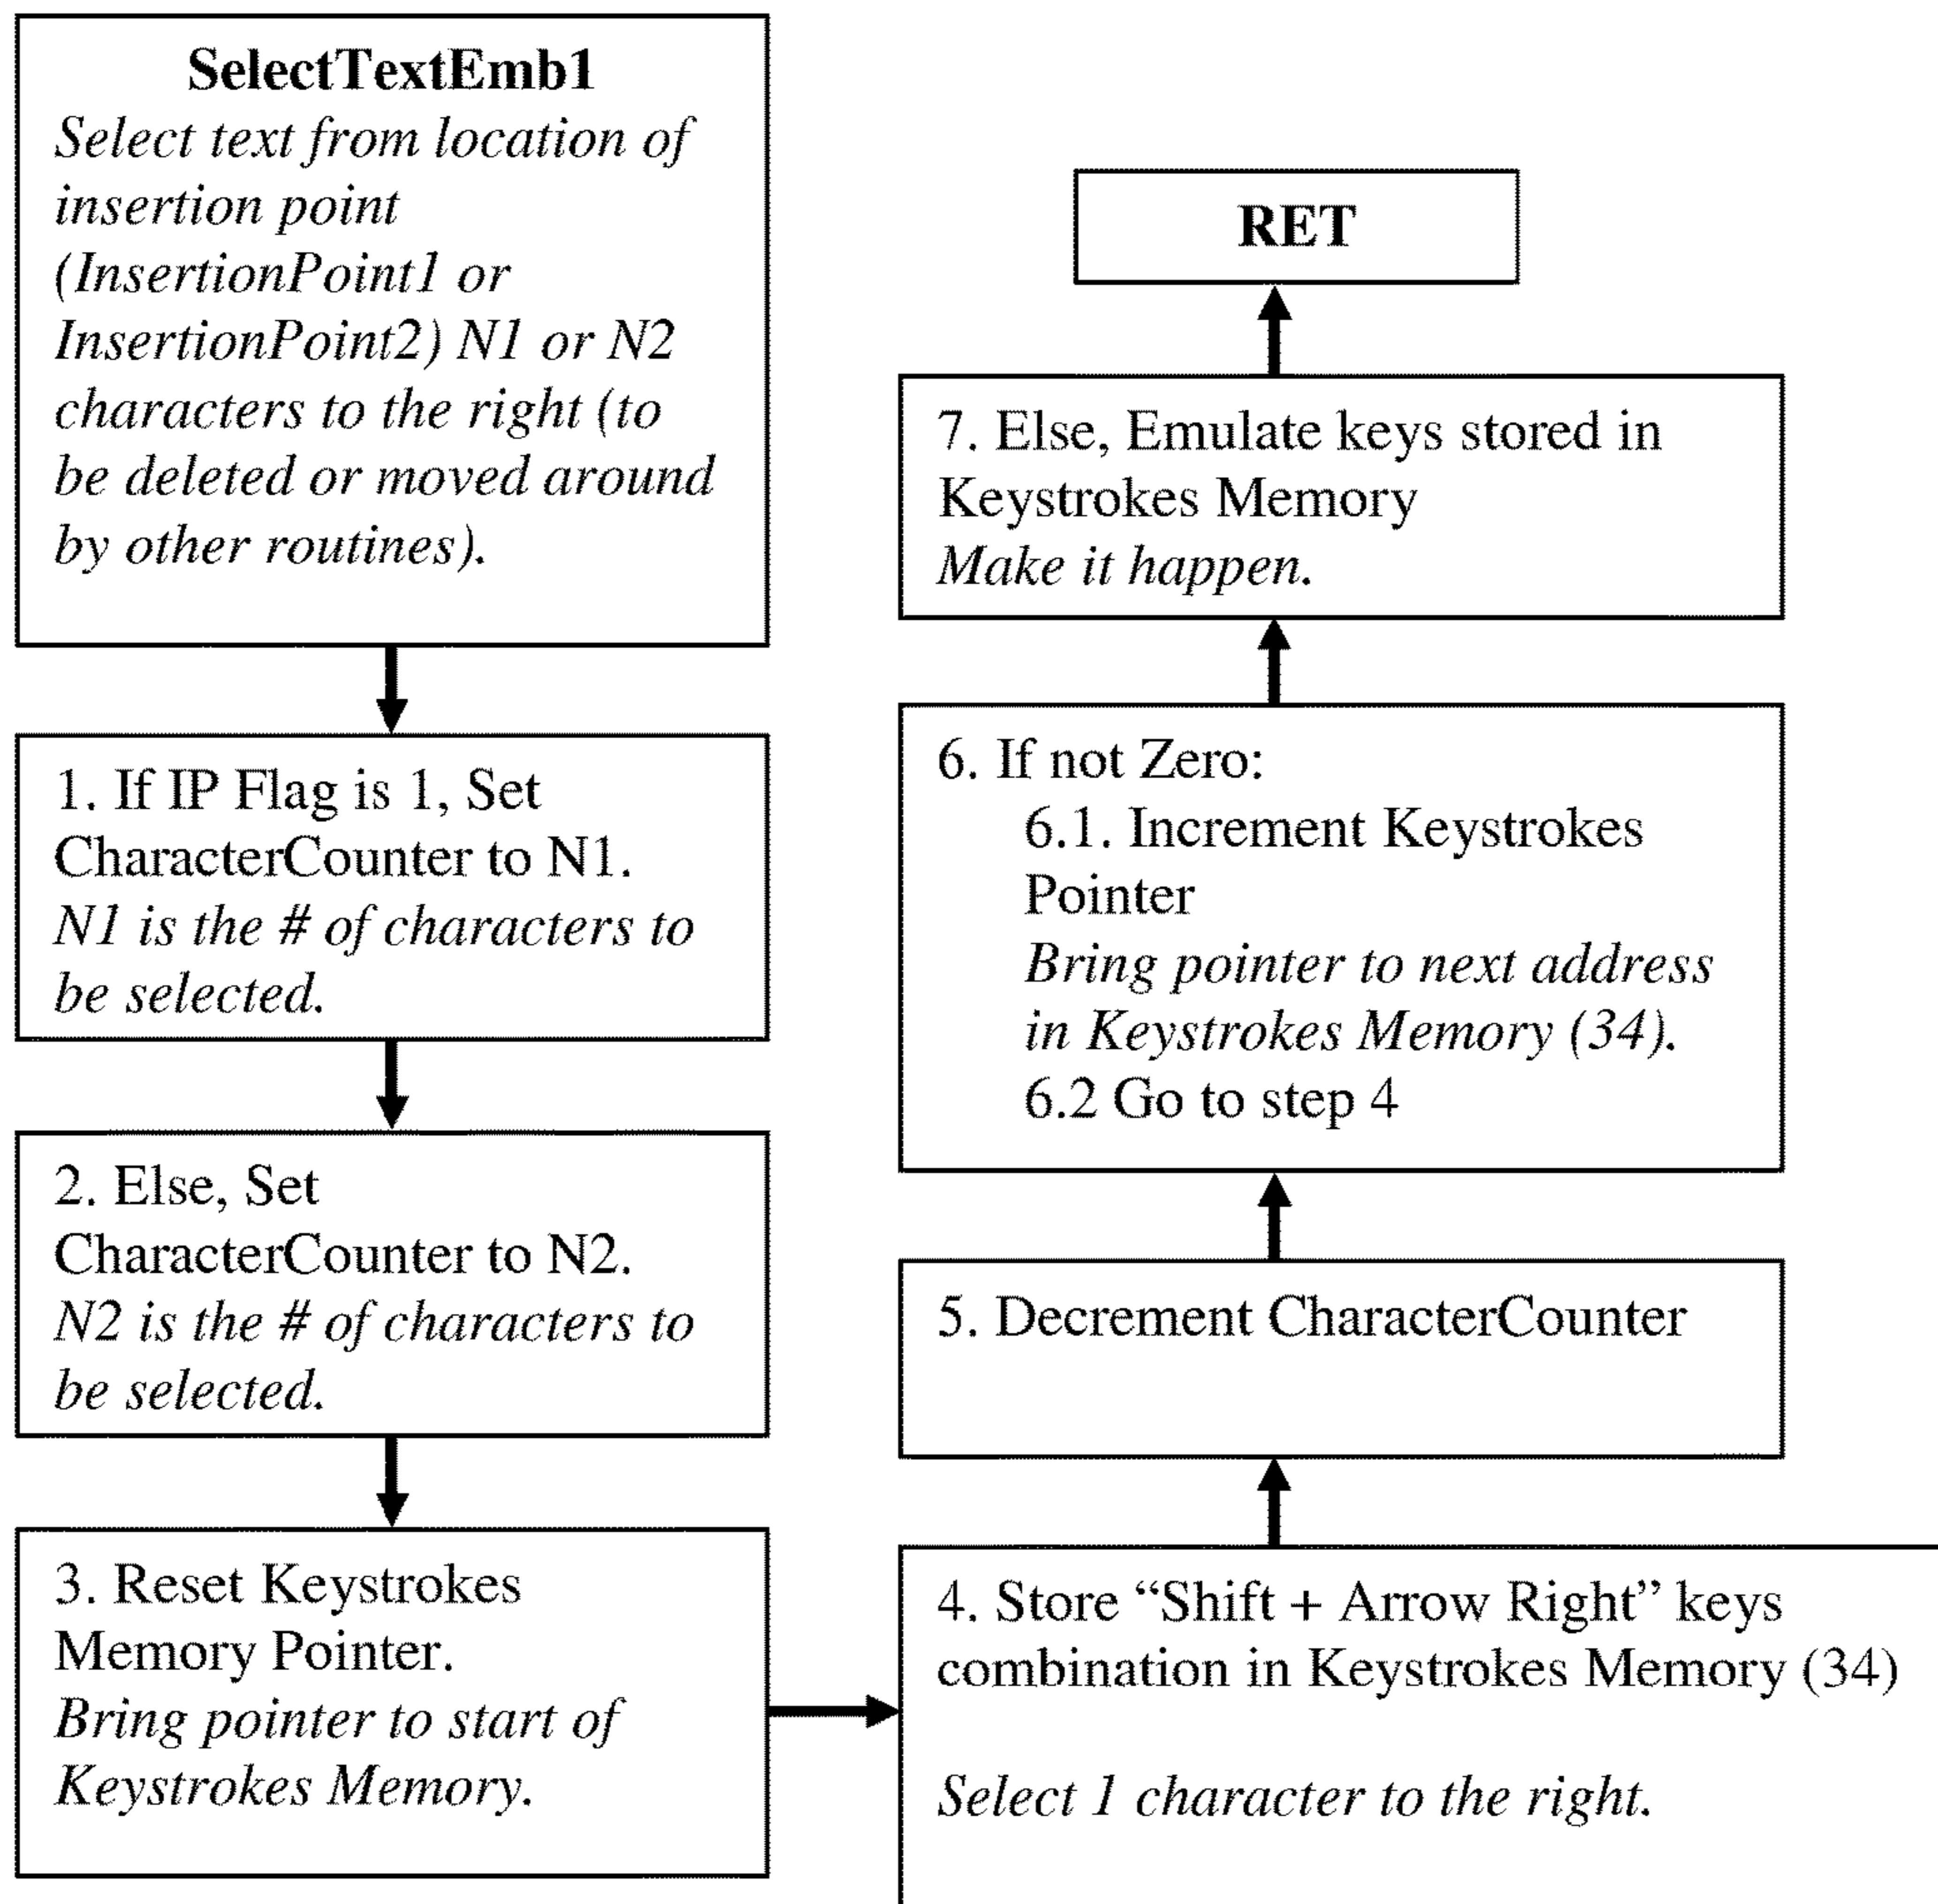 SelectTextEmb1
Select text from location of
insertion point
(InsertionPoint1 or
InsertionPoint2) N1 or N2
characters to the right (to
be deleted or moved around
by other routines).
1. If IP Flag is 1, Set
CharacterCounter to N1.
N1 is the # of characters to
be selected.
2. Else, Set
CharacterCounter to N2.
N2 is the # of characters to
be selected.
3. Reset Keystrokes
Memory Pointer.
Bring pointer to start of
Keystrokes Memory.
4. Store “Shift + Arrow Right” keys
combination in Keystrokes Memory (34)
Select 1 character to the right.
5. Decrement CharacterCounter
6. If not Zero:
6.1. Increment Keystrokes
Pointer
Bring pointer to next address
in Keystrokes Memory (34).
6.2 Go to step 4
7. Else, Emulate keys stored in
Keystrokes Memory
Make it happen.
RET